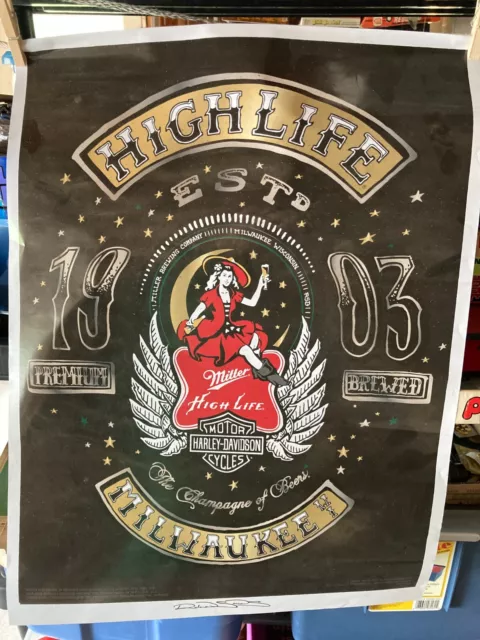 HIGH LIFE
ESTD
MILLER BREWING COMPANY MILWAUKEE, WISCONSIN
19 03
PREMIUM BREWED
Miller
HIGH LIFE
MOTOR
HARLEY-DAVIDSON
CYCLES
The Champagne of Beers.
MILWAUKEE WI